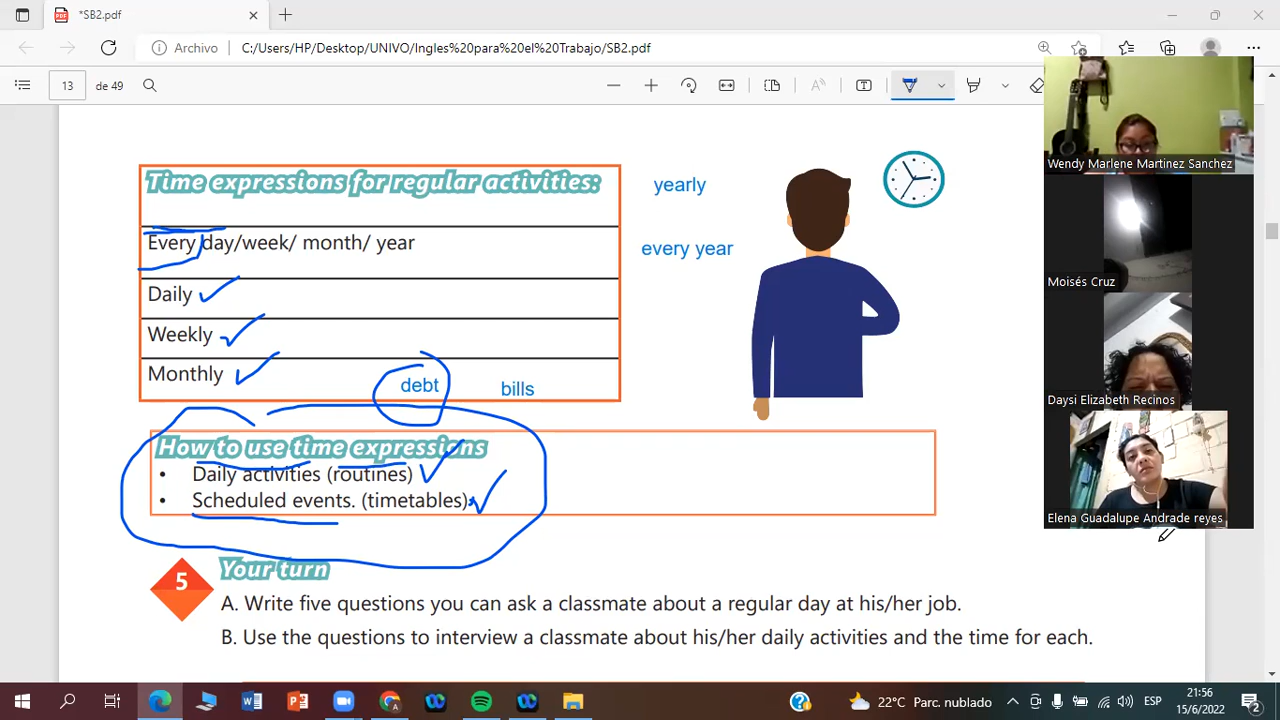 *SB2.pdf
Archivo
C:/Users/HP/Desktop/UNIVO/Ingles%20para%20el%20Trabajo/SB2.pdf
13
de 49
Time expressions for regular activities:
yearly
Every day/week/ month/ year
every year
Daily
Weekly
Monthly
debt
bills
How to use time expressions
• Daily activities (routines)
• Scheduled events. (timetables)
5
Your turn
A. Write five questions you can ask a classmate about a regular day at his/her job.
B. Use the questions to interview a classmate about his/her daily activities and the time for each.
Wendy Marlene Martinez Sanchez
Moisés Cruz
Daysi Elizabeth Recinos
Elena Guadalupe Andrade reyes
22°C Parc. nublado
ESP
21:56
15/6/2022
2